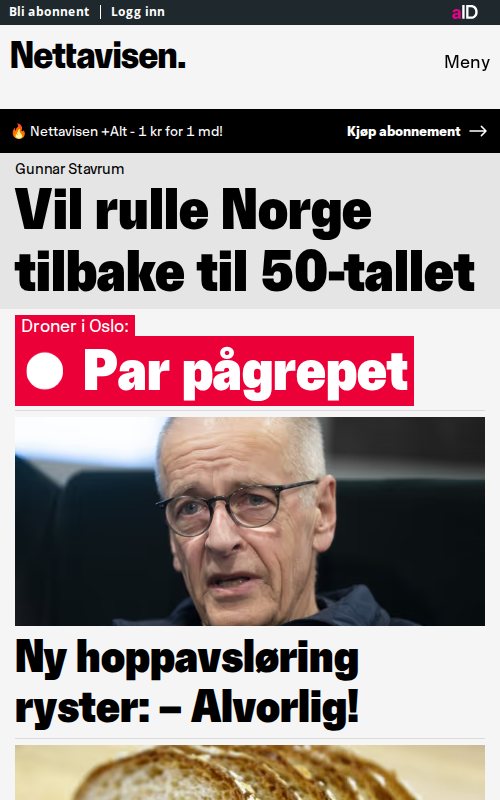 Bli abonnent | Logg inn
aID
Nettavisen.
Meny
🔥 Nettavisen +Alt - 1 kr for 1 md!
Kjøp abonnement →
Gunnar Stavrum
Vil rulle Norge
tilbake til 50-tallet
Droner i Oslo:
● Par pågrepet
Ny hoppavsløring
ryster: – Alvorlig!